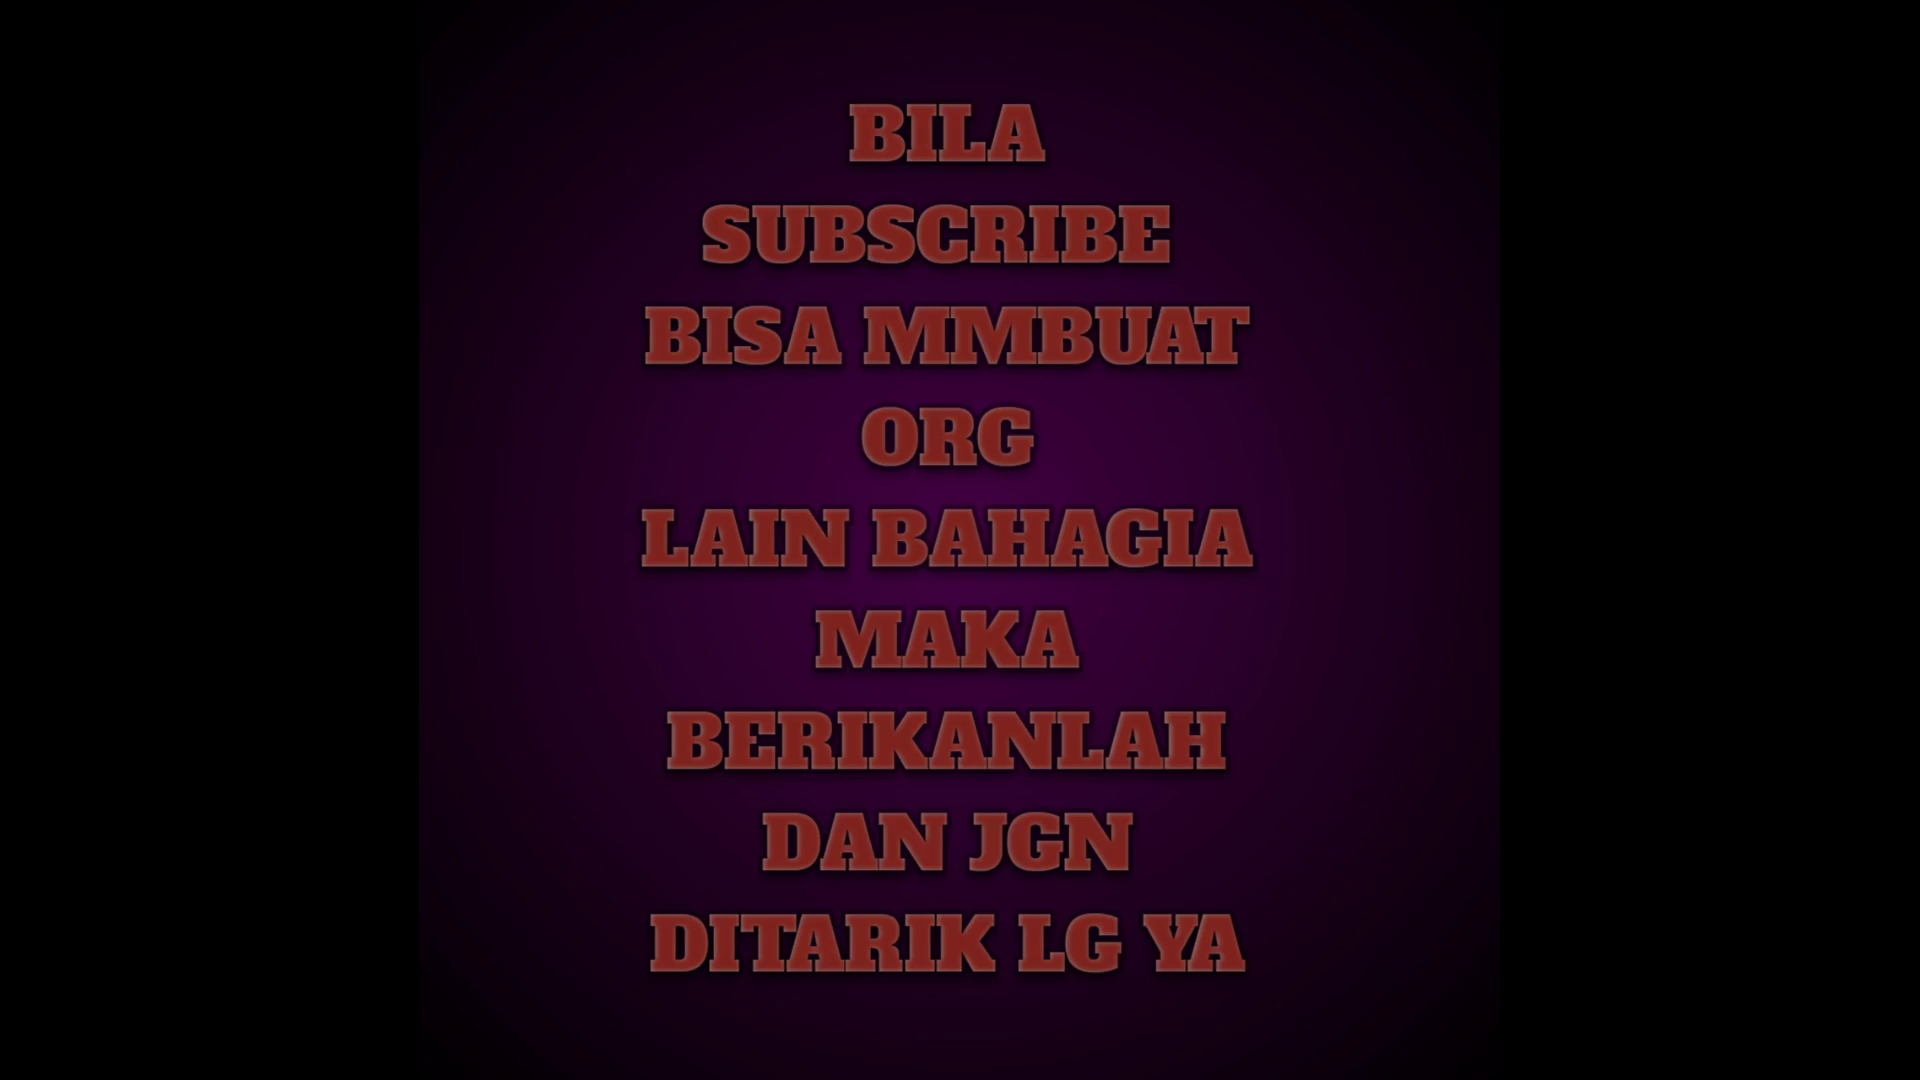 BILA
SUBSCRIBE
BISA MMBUAT
ORG
LAIN BAHAGIA
MAKA
BERIKANLAH
DAN JGN
DITARIK LG YA